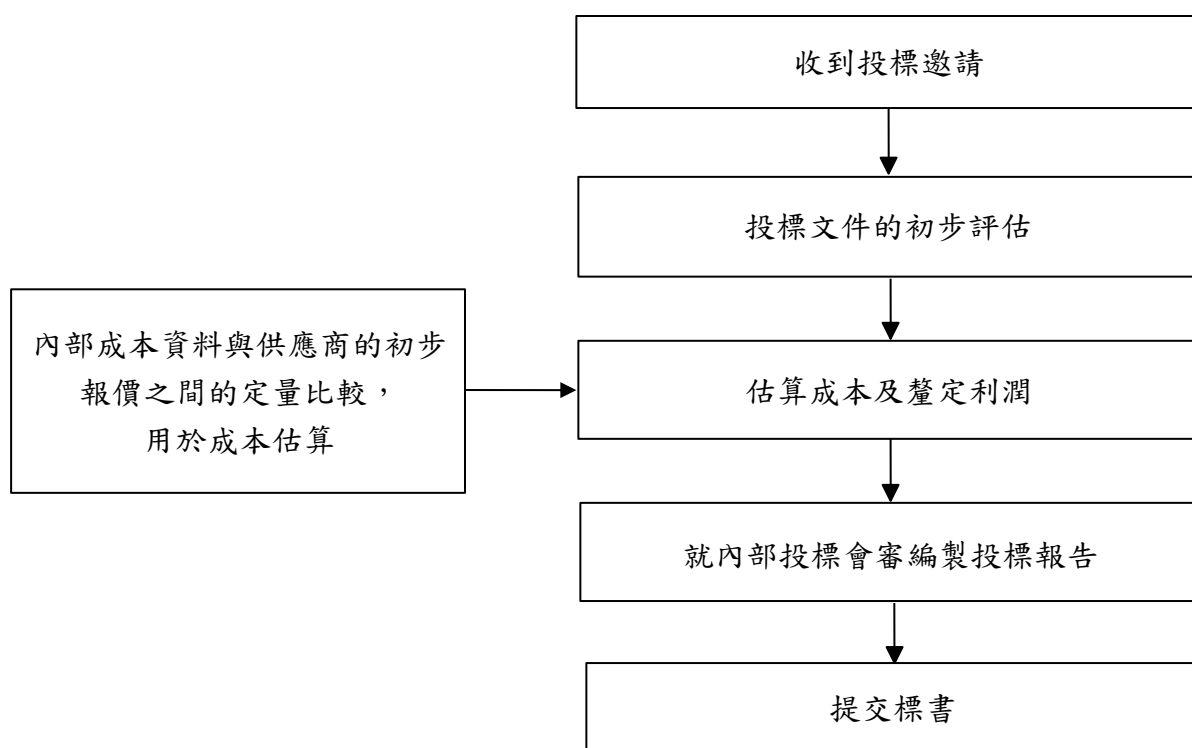 收到投標邀請
投標文件的初步評估
內部成本資料與供應商的初步
報價之間的定量比較，
用於成本估算
估算成本及釐定利潤
就內部投標會審編製投標報告
提交標書